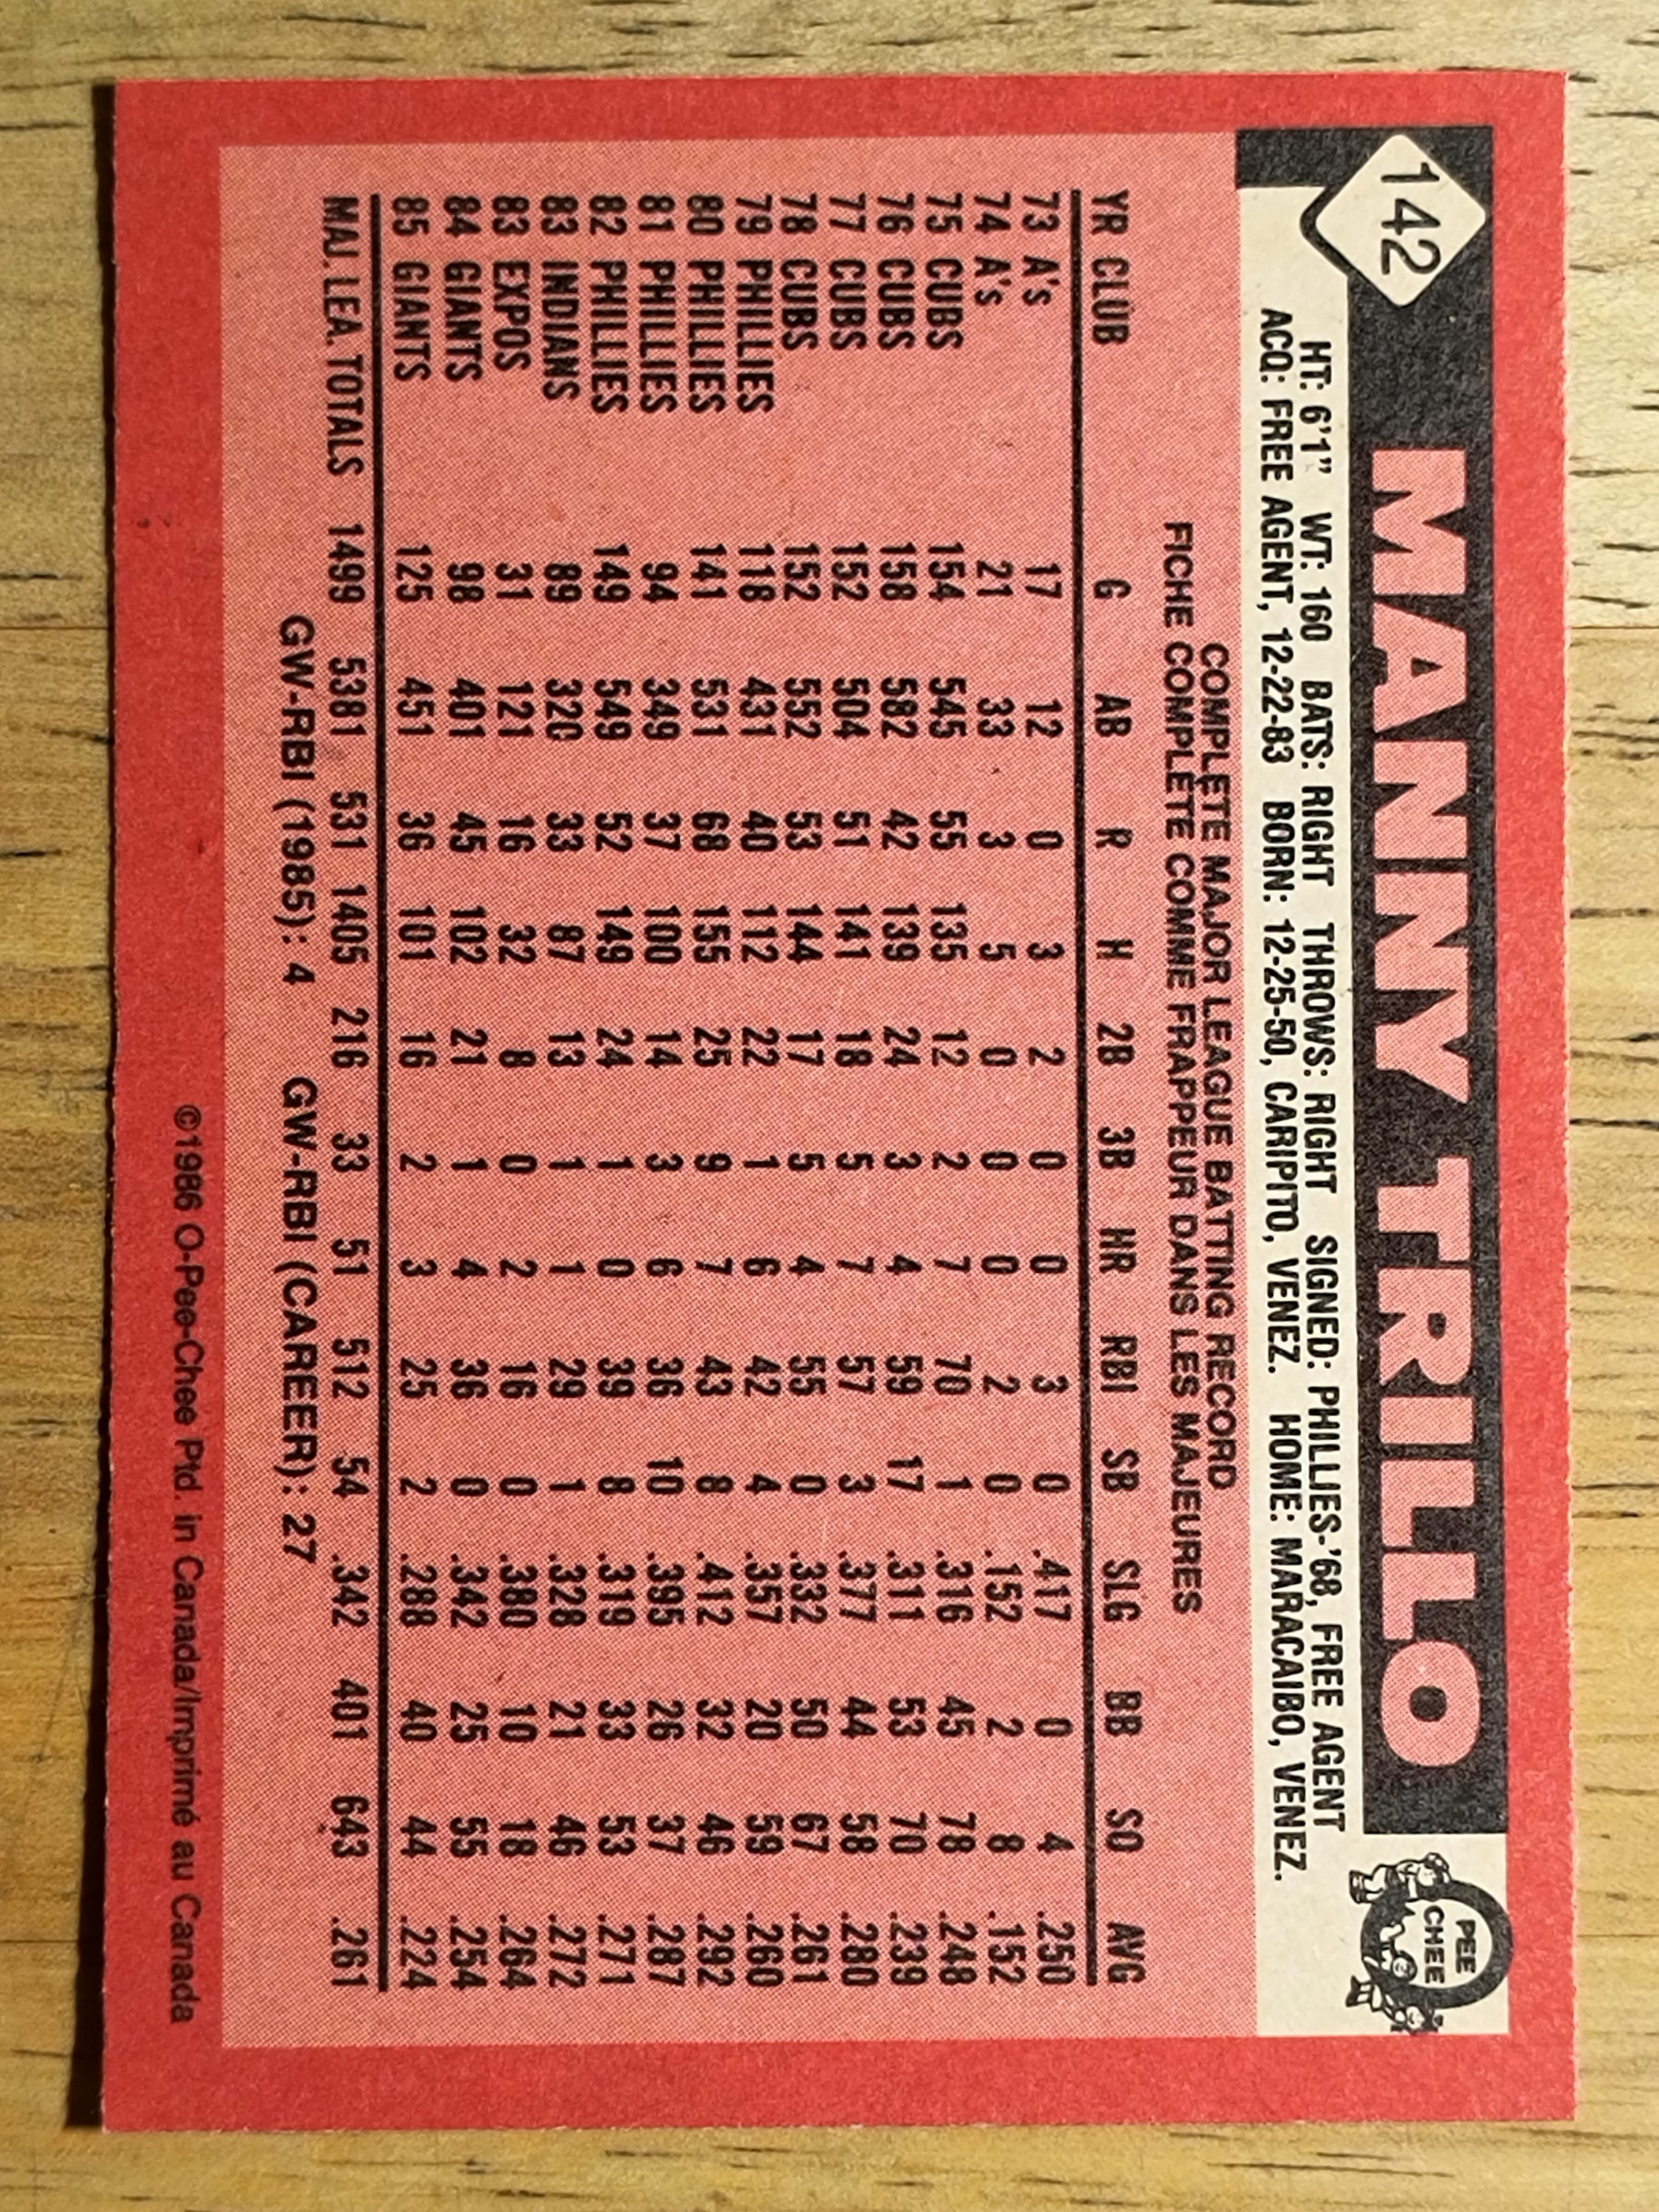 142 MANNY TRILLO
PEE
CHEE
HT: 6'1" WT: 160 BATS: RIGHT THROWS: RIGHT SIGNED: PHILLIES-'68, FREE AGENT
ACQ: FREE AGENT, 12-22-83 BORN: 12-25-50, CARIPITO, VENEZ. HOME: MARACAIBO, VENEZ.
COMPLETE MAJOR LEAGUE BATTING RECORD
FICHE COMPLÈTE COMME FRAPPEUR DANS LES MAJEURES
YR CLUB G AB R H 2B 3B HR RBI SB SLG BB SO AVG
73 A's 17 12 0 3 2 0 0 3 0 .417 0 4 .250
74 A's 21 33 3 5 0 0 0 2 0 .152 2 8 .152
75 CUBS 154 545 55 135 12 2 7 70 1 .316 45 78 .248
76 CUBS 158 582 42 139 24 3 4 59 17 .311 53 70 .239
77 CUBS 152 504 51 141 18 5 7 57 3 .377 44 58 .280
78 CUBS 152 552 53 144 17 5 4 55 0 .332 50 67 .261
79 PHILLIES 118 431 40 112 22 1 6 42 4 .357 20 59 .260
80 PHILLIES 141 531 68 155 25 9 7 43 8 .412 32 46 .292
81 PHILLIES 94 349 37 100 14 3 6 36 10 .395 26 37 .287
82 PHILLIES 149 549 52 149 24 1 0 39 8 .319 33 53 .271
83 INDIANS 89 320 33 87 13 1 1 29 1 .328 21 46 .272
83 EXPOS 31 121 16 32 8 0 2 16 0 .380 10 18 .264
84 GIANTS 98 401 45 102 21 1 4 36 0 .342 25 55 .254
85 GIANTS 125 451 36 101 16 2 3 25 2 .288 40 44 .224
MAJ. LEA. TOTALS 1499 5381 531 1405 216 33 51 512 54 .342 401 643 .261
GW-RBI (1985): 4 GW-RBI (CAREER): 27
©1986 O-Pee-Chee Ptd. in Canada/Imprimé au Canada